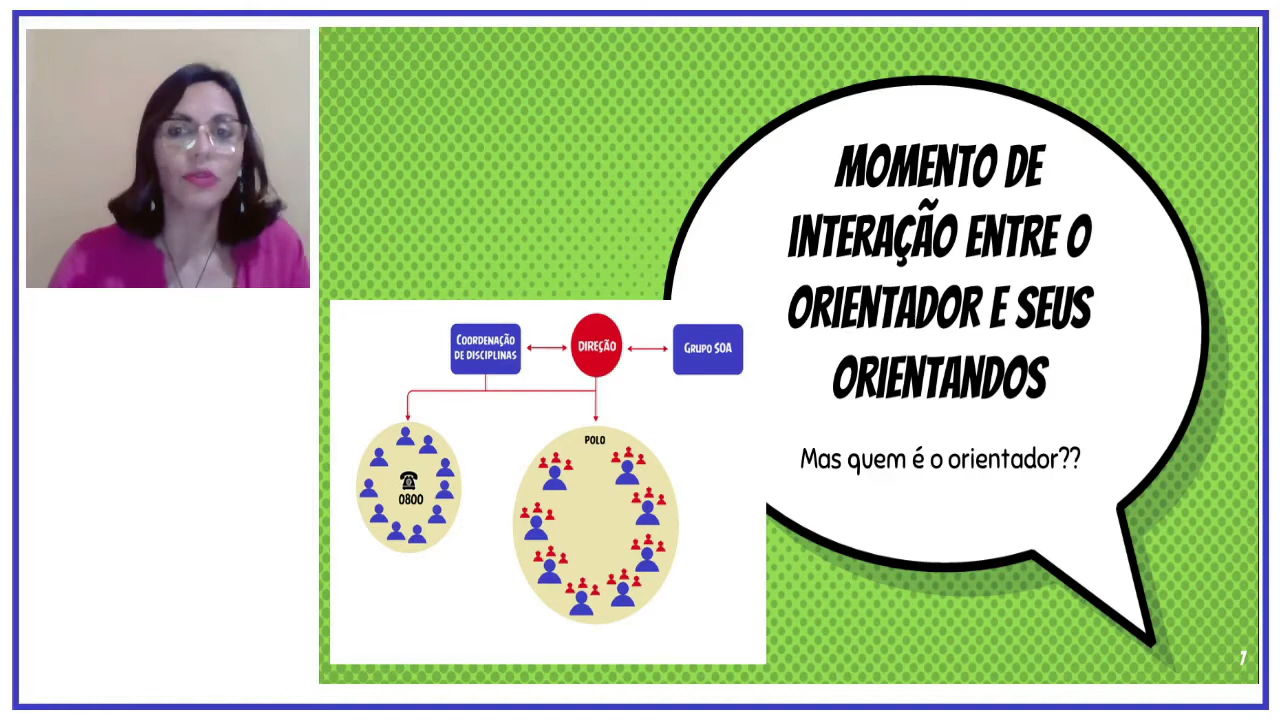 MOMENTO DE
INTERAÇÃO ENTRE O
ORIENTADOR E SEUS
ORIENTANDOS
Mas quem é o orientador??
COORDENAÇÃO
DE DISCIPLINAS
DIREÇÃO
GRUPO SOA
POLO
0800
7